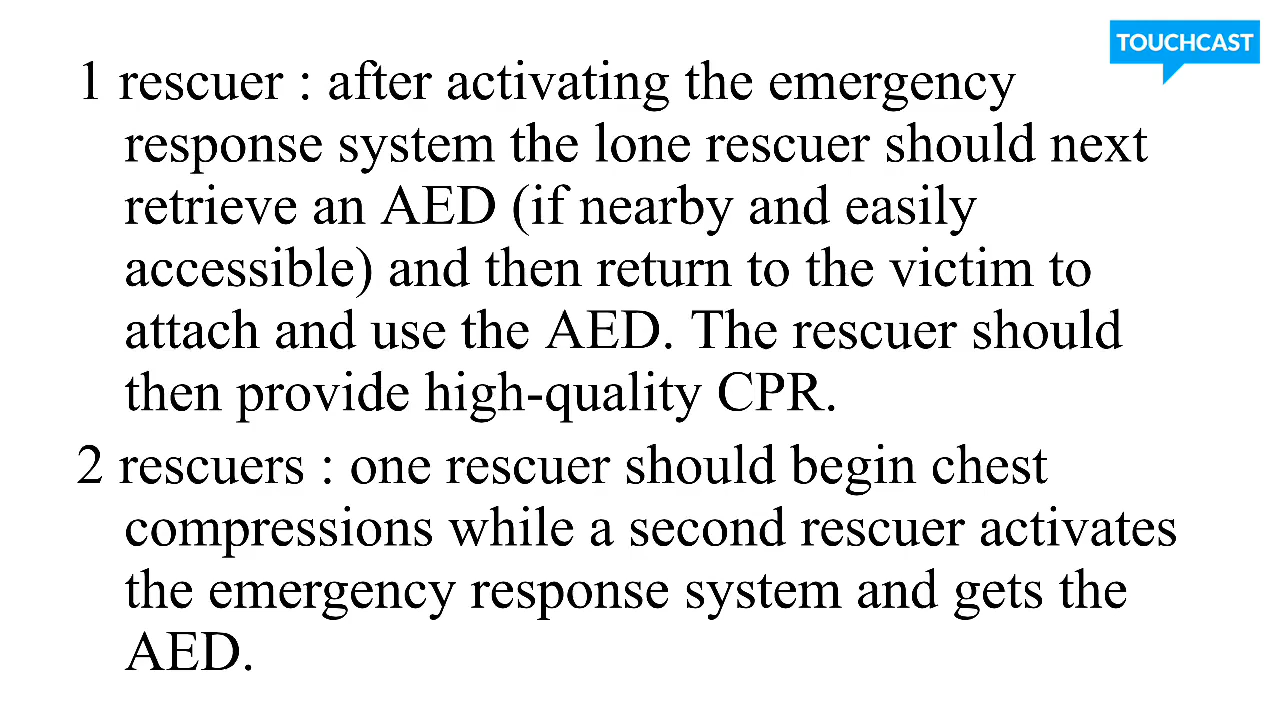 TOUCHCAST
1 rescuer : after activating the emergency
response system the lone rescuer should next
retrieve an AED (if nearby and easily
accessible) and then return to the victim to
attach and use the AED. The rescuer should
then provide high-quality CPR.
2 rescuers : one rescuer should begin chest
compressions while a second rescuer activates
the emergency response system and gets the
AED.